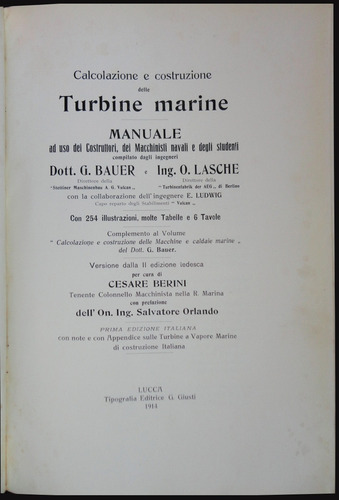 Calcolazione e costruzione
delle
Turbine marine
MANUALE
ad uso dei Costruttori, dei Macchinisti navali e degli studenti
compilato dagli ingegneri
Dott. G. BAUER e Ing. O. LASCHE
Direttore della Direttore della
"Stettiner Maschinenbau A. G. Vulcan„ "Turbinenfabrik der AEG„ di Berlino
con la collaborazione dell'ingegnere E. LUDWIG
Capo reparto degli Stabilimenti "Vulcan„
Con 254 illustrazioni, molte Tabelle e 6 Tavole
Complemento al Volume
"Calcolazione e costruzione delle Macchine e caldaie marine„
del Dott. G. Bauer.
Versione dalla II edizione tedesca
per cura di
CESARE BERINI
Tenente Colonnello Macchinista nella R. Marina
con prefazione
dell'On. Ing. Salvatore Orlando
PRIMA EDIZIONE ITALIANA
con note e con Appendice sulle Turbine a Vapore Marine
di costruzione Italiana
LUCCA
Tipografia Editrice G. Giusti
1914